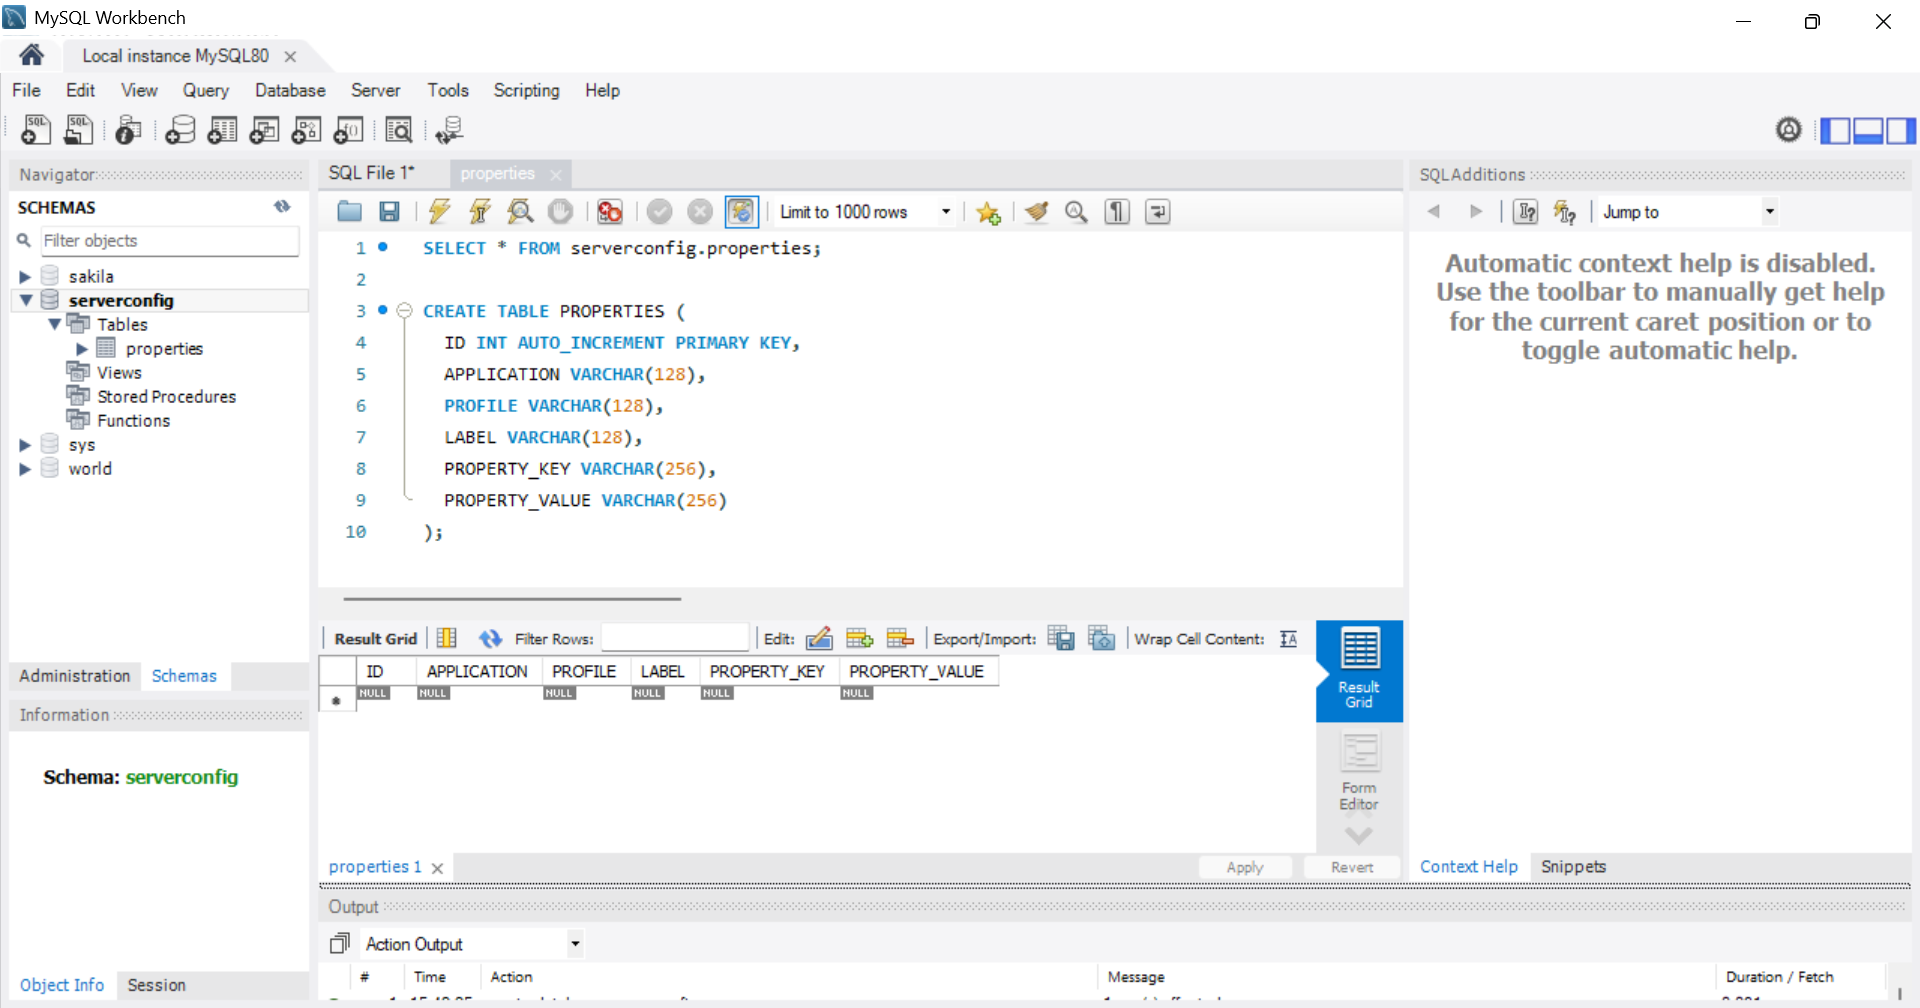 MySQL Workbench
Local instance MySQL80
File Edit View Query Database Server Tools Scripting Help
Navigator
SCHEMAS
Filter objects
sakila
serverconfig
Tables
properties
Views
Stored Procedures
Functions
sys
world
Administration Schemas
Information
Schema: serverconfig
Object Info Session
SQL File 1* properties
Limit to 1000 rows
1 SELECT * FROM serverconfig.properties;
2
3 CREATE TABLE PROPERTIES (
4 ID INT AUTO_INCREMENT PRIMARY KEY,
5 APPLICATION VARCHAR(128),
6 PROFILE VARCHAR(128),
7 LABEL VARCHAR(128),
8 PROPERTY_KEY VARCHAR(256),
9 PROPERTY_VALUE VARCHAR(256)
10 );
Result Grid Filter Rows: Edit: Export/Import: Wrap Cell Content: IA
ID APPLICATION PROFILE LABEL PROPERTY_KEY PROPERTY_VALUE
NULL NULL NULL NULL NULL NULL
Result
Grid
Form
Editor
properties 1
Apply Revert
SQLAdditions
Jump to
Automatic context help is disabled.
Use the toolbar to manually get help
for the current caret position or to
toggle automatic help.
Context Help Snippets
Output
Action Output
# Time Action Message Duration / Fetch